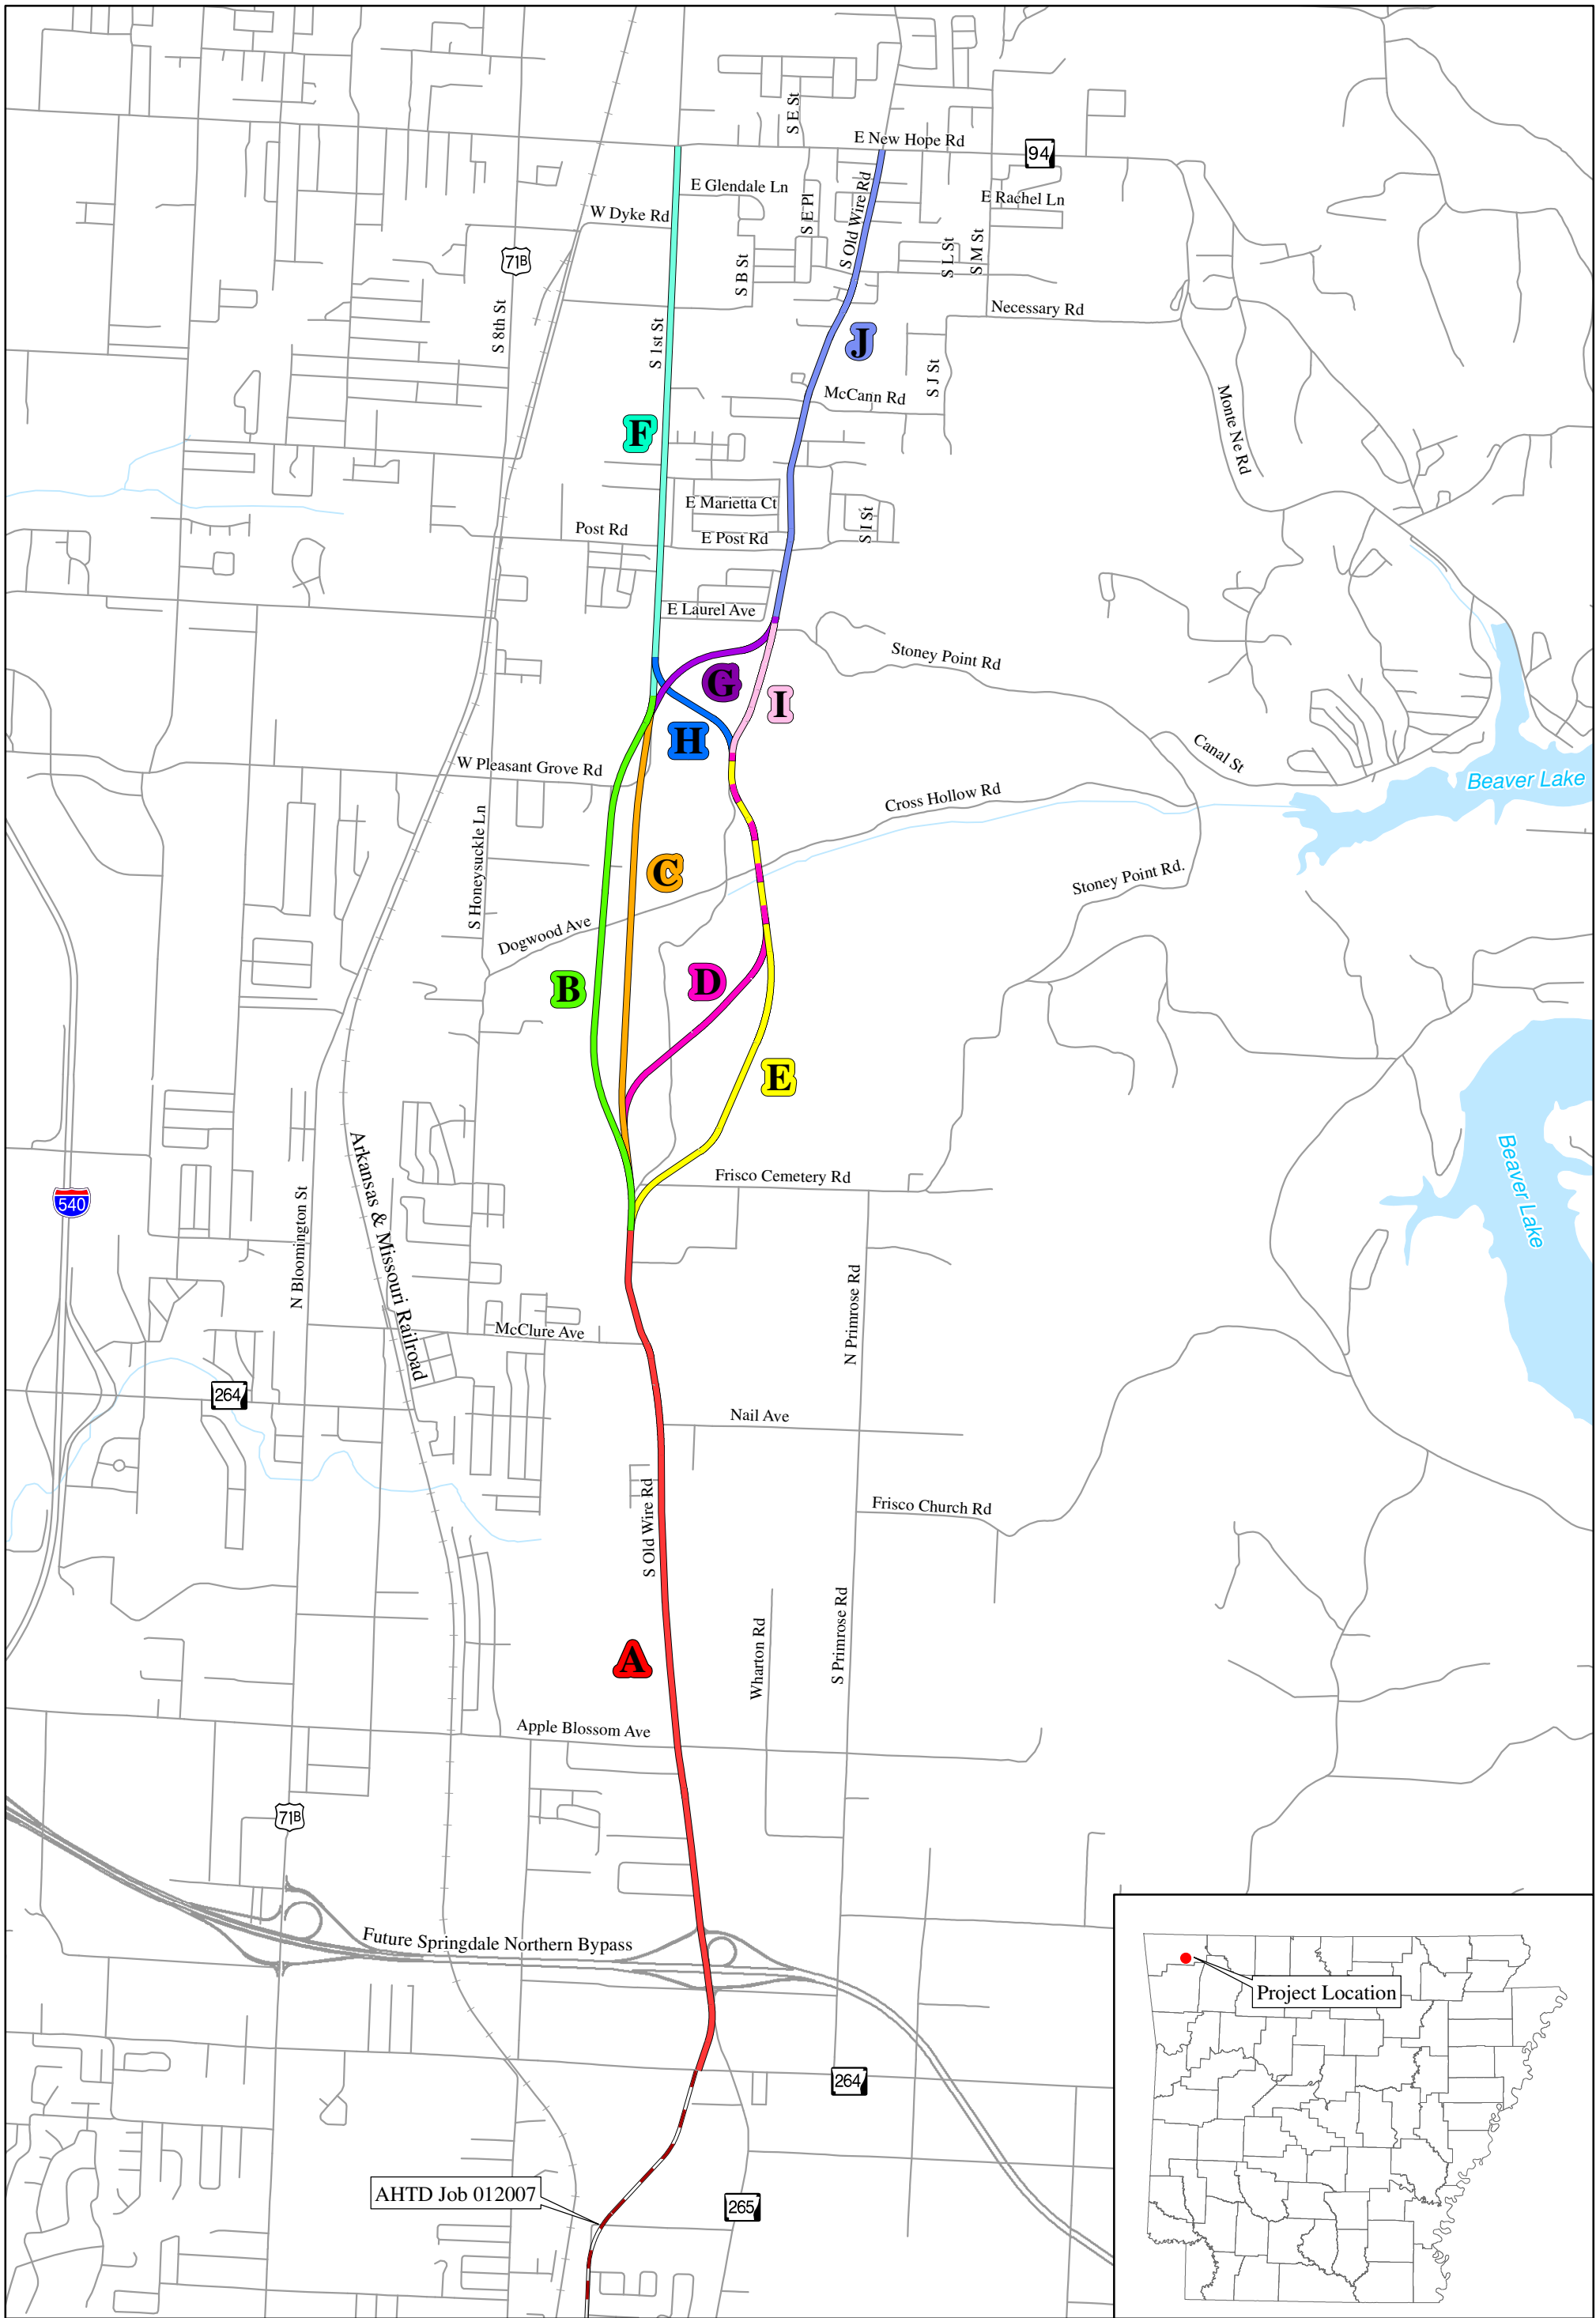 S E St
E New Hope Rd
94
E Glendale Ln
E Rachel Ln
W Dyke Rd
S E Pl
S Old Wire Rd
S L St
S M St
71B
S B St
Necessary Rd
S 8th St
S 1st St
J
S J St
McCann Rd
Monte Ne Rd
F
E Marietta Ct
Post Rd
E Post Rd
S I St
E Laurel Ave
Stoney Point Rd
G
I
H
Canal St
W Pleasant Grove Rd
Beaver Lake
Cross Hollow Rd
S Honeysuckle Ln
C
Stoney Point Rd.
Dogwood Ave
B
D
E
Arkansas & Missouri Railroad
Beaver Lake
Frisco Cemetery Rd
540
N Bloomington St
N Primrose Rd
McClure Ave
264
Nail Ave
S Old Wire Rd
Frisco Church Rd
Wharton Rd
S Primrose Rd
A
Apple Blossom Ave
71B
Future Springdale Northern Bypass
Project Location
264
AHTD Job 012007
265